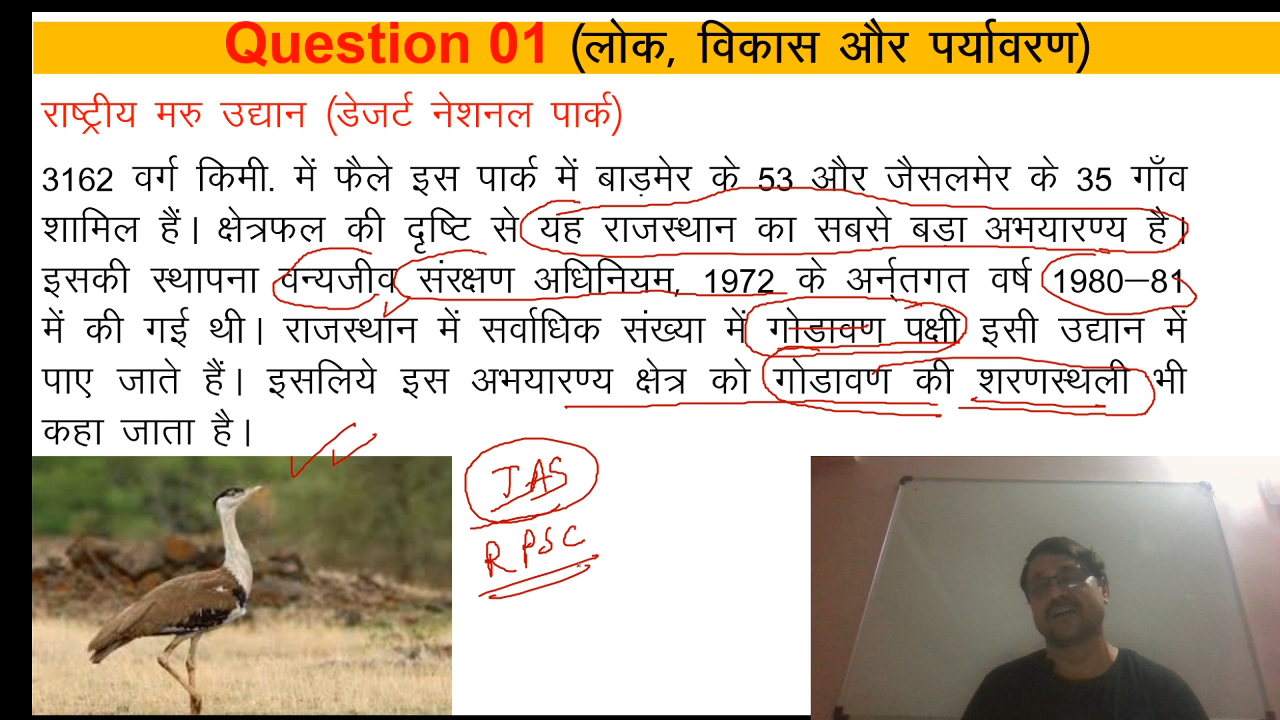 Question 01 (लोक, विकास और पर्यावरण)
राष्ट्रीय मरु उद्यान (डेजर्ट नेशनल पार्क)
3162 वर्ग किमी. में फैले इस पार्क में बाड़मेर के 53 और जैसलमेर के 35 गाँव
शामिल हैं। क्षेत्रफल की दृष्टि से यह राजस्थान का सबसे बडा अभयारण्य है।
इसकी स्थापना वन्यजीव संरक्षण अधिनियम, 1972 के अर्न्तगत वर्ष 1980–81
में की गई थी। राजस्थान में सर्वाधिक संख्या में गोडावण पक्षी इसी उद्यान में
पाए जाते हैं। इसलिये इस अभयारण्य क्षेत्र को गोडावण की शरणस्थली भी
कहा जाता है।
IAS
RPSC